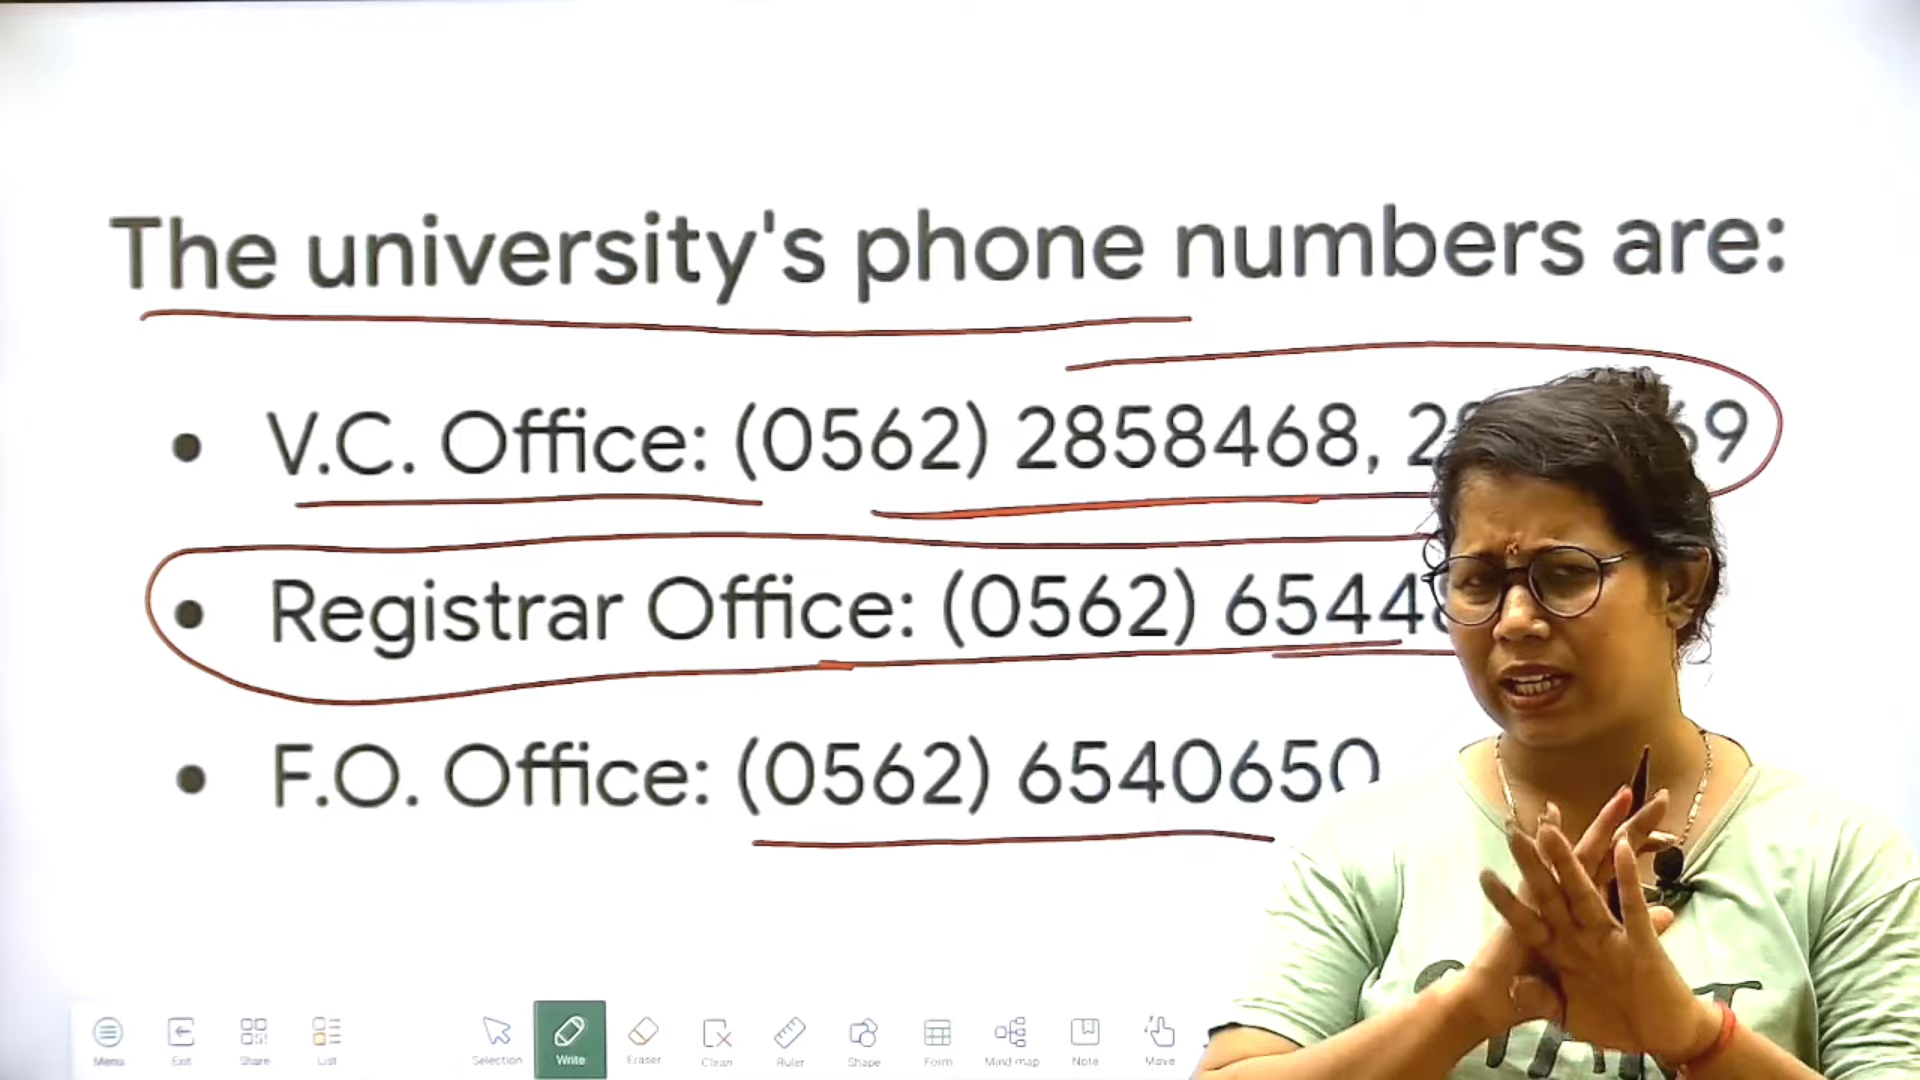 The university's phone numbers are:
• V.C. Office: (0562) 2858468,
• Registrar Office: (0562)
• F.O. Office: (0562) 6540650
Menu Exit Share List Selection Write Eraser Clean Ruler Shape Form Mind map Note Move